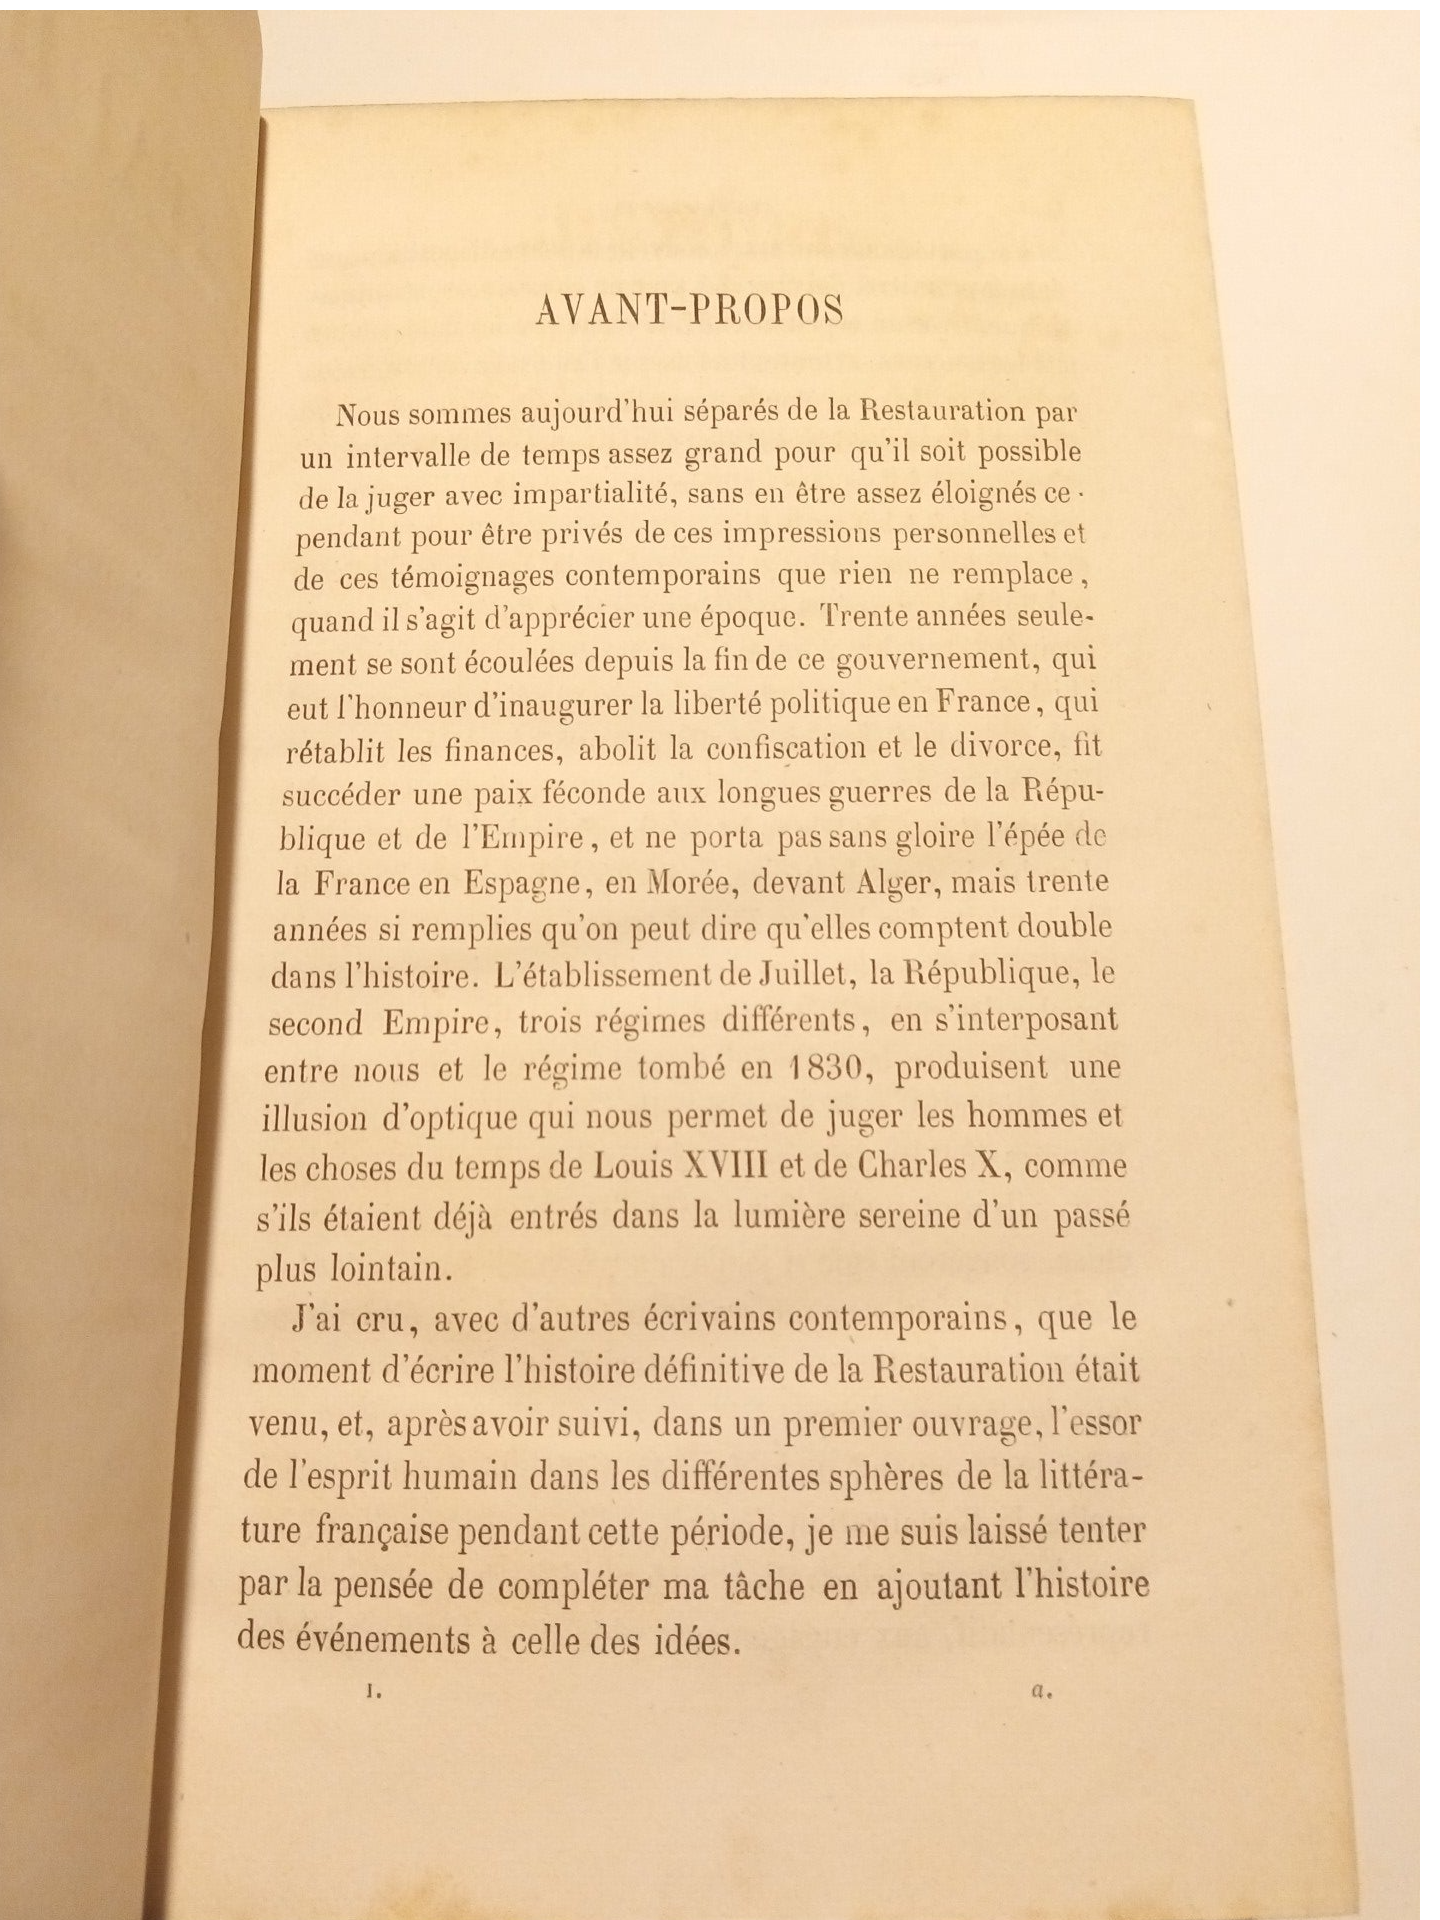 AVANT-PROPOS
Nous sommes aujourd'hui séparés de la Restauration par
un intervalle de temps assez grand pour qu'il soit possible
de la juger avec impartialité, sans en être assez éloignés ce-
pendant pour être privés de ces impressions personnelles et
de ces témoignages contemporains que rien ne remplace,
quand il s'agit d'apprécier une époque. Trente années seule-
ment se sont écoulées depuis la fin de ce gouvernement, qui
eut l'honneur d'inaugurer la liberté politique en France, qui
rétablit les finances, abolit la confiscation et le divorce, fit
succéder une paix féconde aux longues guerres de la Répu-
blique et de l'Empire, et ne porta pas sans gloire l'épée de
la France en Espagne, en Morée, devant Alger, mais trente
années si remplies qu'on peut dire qu'elles comptent double
dans l'histoire. L'établissement de Juillet, la République, le
second Empire, trois régimes différents, en s'interposant
entre nous et le régime tombé en 1830, produisent une
illusion d'optique qui nous permet de juger les hommes et
les choses du temps de Louis XVIII et de Charles X, comme
s'ils étaient déjà entrés dans la lumière sereine d'un passé
plus lointain.
J'ai cru, avec d'autres écrivains contemporains, que le
moment d'écrire l'histoire définitive de la Restauration était
venu, et, après avoir suivi, dans un premier ouvrage, l'essor
de l'esprit humain dans les différentes sphères de la littéra-
ture française pendant cette période, je me suis laissé tenter
par la pensée de compléter ma tâche en ajoutant l'histoire
des événements à celle des idées.
I. a.